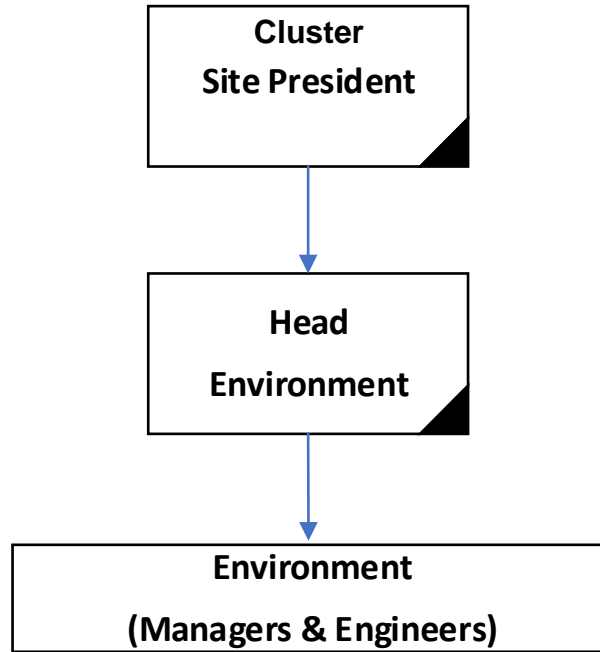 Cluster
Site President
Head
Environment
Environment
(Managers & Engineers)